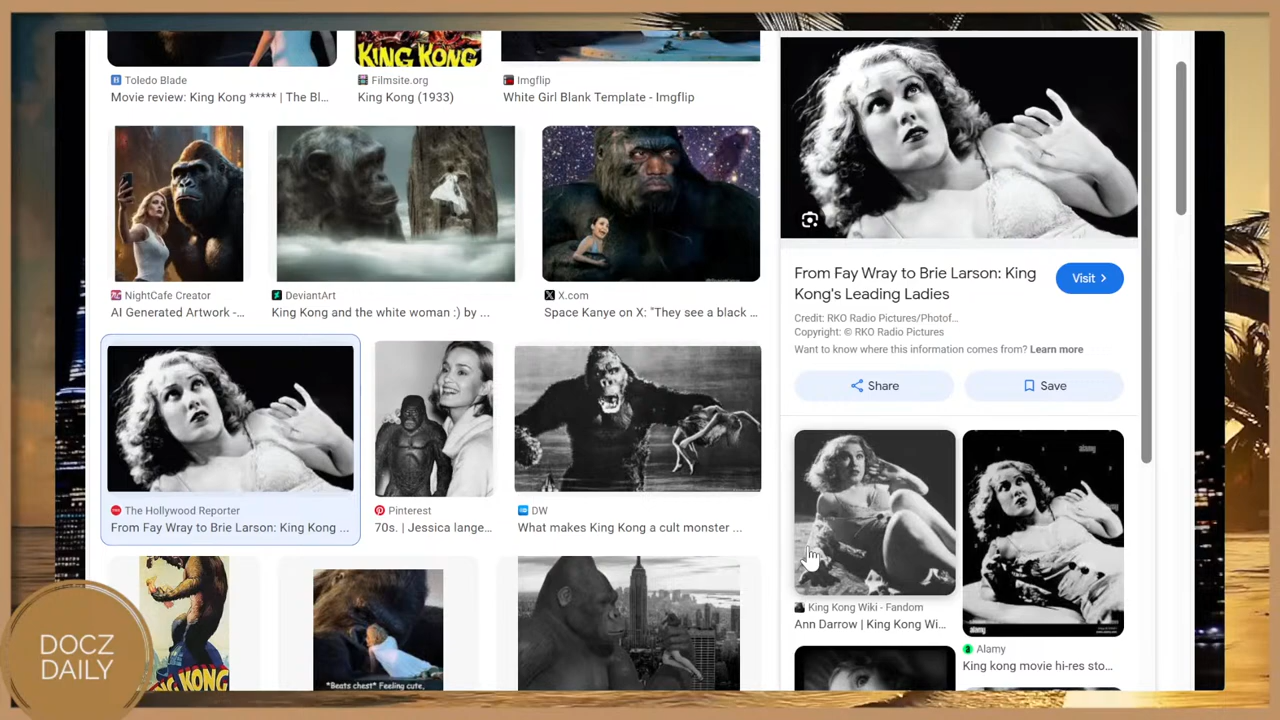 KING KONG
Toledo Blade
Movie review: King Kong ***** | The Bl...
Filmsite.org
King Kong (1933)
Imgflip
White Girl Blank Template - Imgflip
NightCafe Creator
AI Generated Artwork -...
DeviantArt
King Kong and the white woman :) by ...
X.com
Space Kanye on X: "They see a black ...
From Fay Wray to Brie Larson: King
Kong's Leading Ladies
Visit
Credit: RKO Radio Pictures/Photof...
Copyright: © RKO Radio Pictures
Want to know where this information comes from? Learn more
Share
Save
The Hollywood Reporter
From Fay Wray to Brie Larson: King Kong ...
Pinterest
70s. | Jessica lange...
DW
What makes King Kong a cult monster ...
alamy
alamy
King Kong Wiki - Fandom
Ann Darrow | King Kong Wi...
Alamy
King kong movie hi-res sto...
KING KONG
*Beats chest* Feeling cute,
DOCZ
DAILY